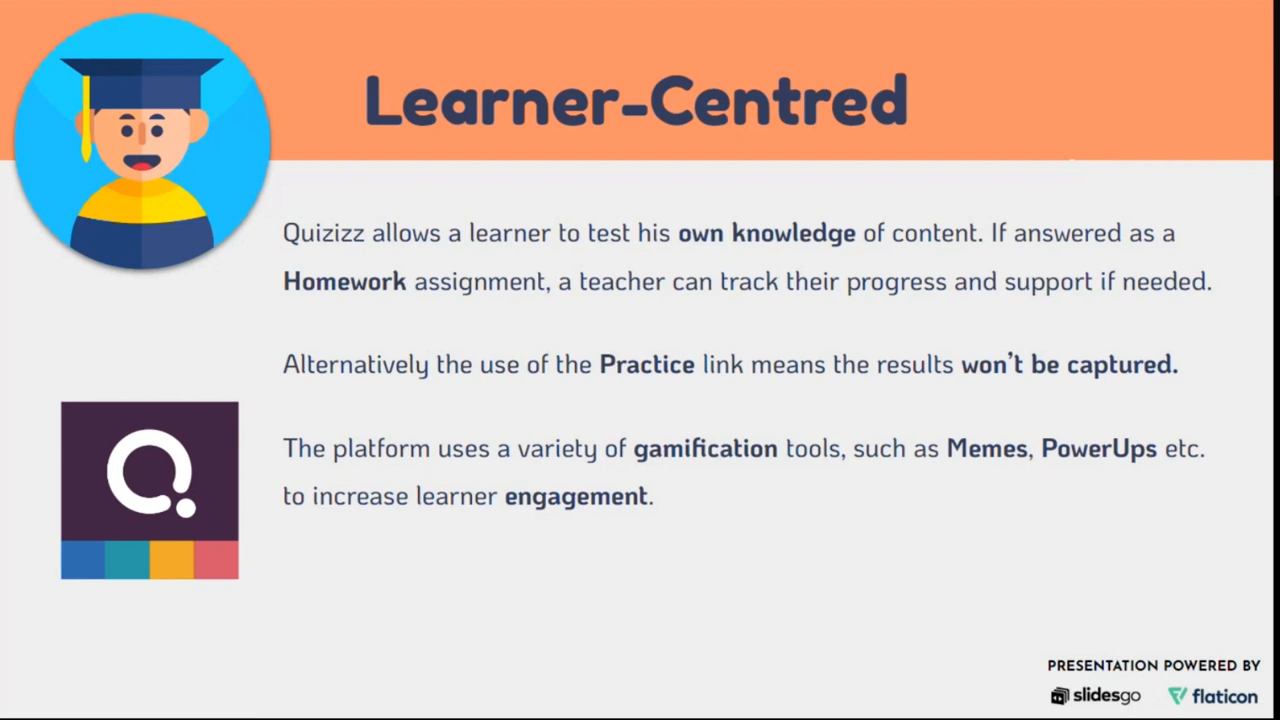 Learner-Centred
Quizizz allows a learner to test his own knowledge of content. If answered as a
Homework assignment, a teacher can track their progress and support if needed.
Alternatively the use of the Practice link means the results won't be captured.
The platform uses a variety of gamification tools, such as Memes, PowerUps etc.
to increase learner engagement.
PRESENTATION POWERED BY
slidesgo flaticon